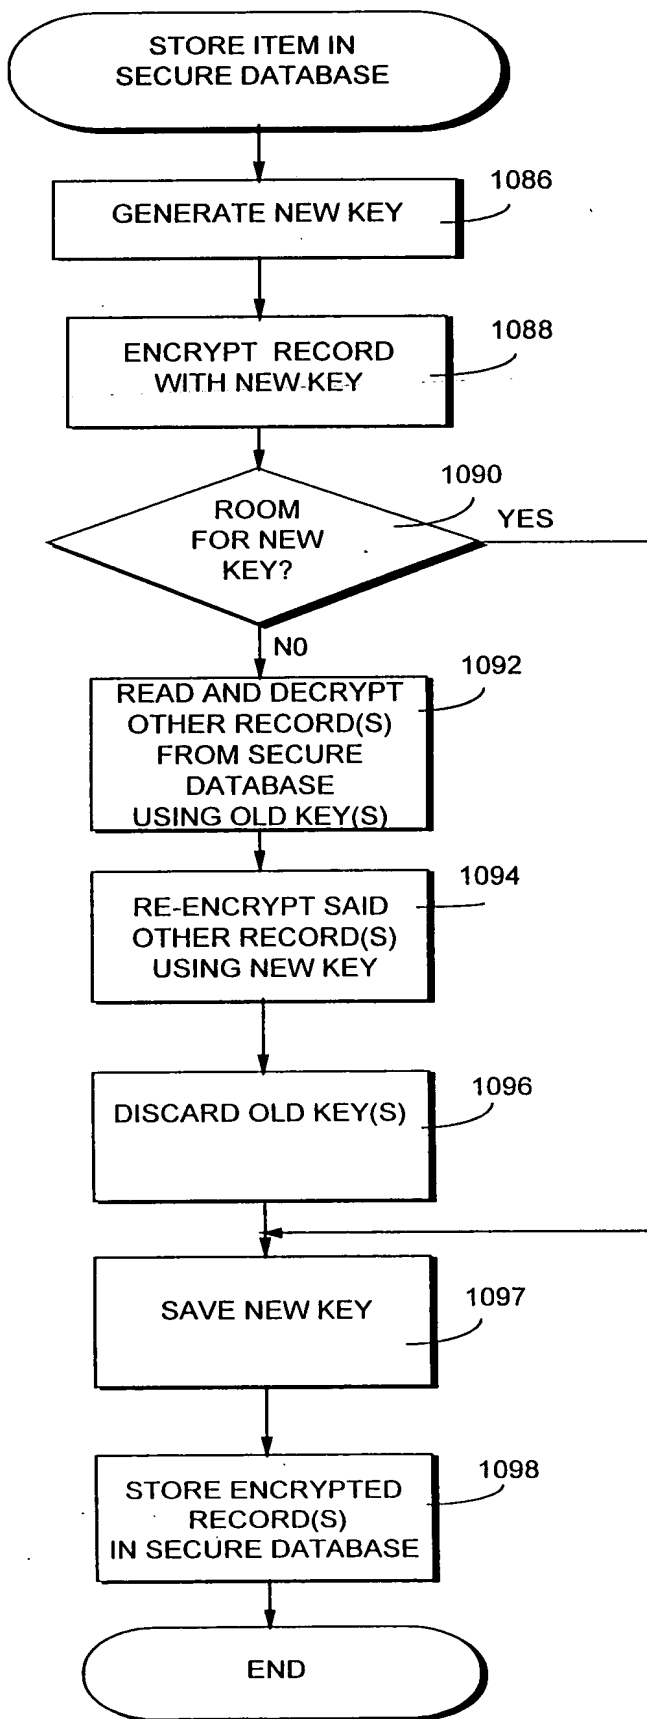 STORE ITEM IN
SECURE DATABASE
1086
GENERATE NEW KEY
1088
ENCRYPT RECORD
WITH NEW KEY
1090
ROOM
FOR NEW
KEY?
YES
NO
1092
READ AND DECRYPT
OTHER RECORD(S)
FROM SECURE
DATABASE
USING OLD KEY(S)
1094
RE-ENCRYPT SAID
OTHER RECORD(S)
USING NEW KEY
1096
DISCARD OLD KEY(S)
1097
SAVE NEW KEY
1098
STORE ENCRYPTED
RECORD(S)
IN SECURE DATABASE
END